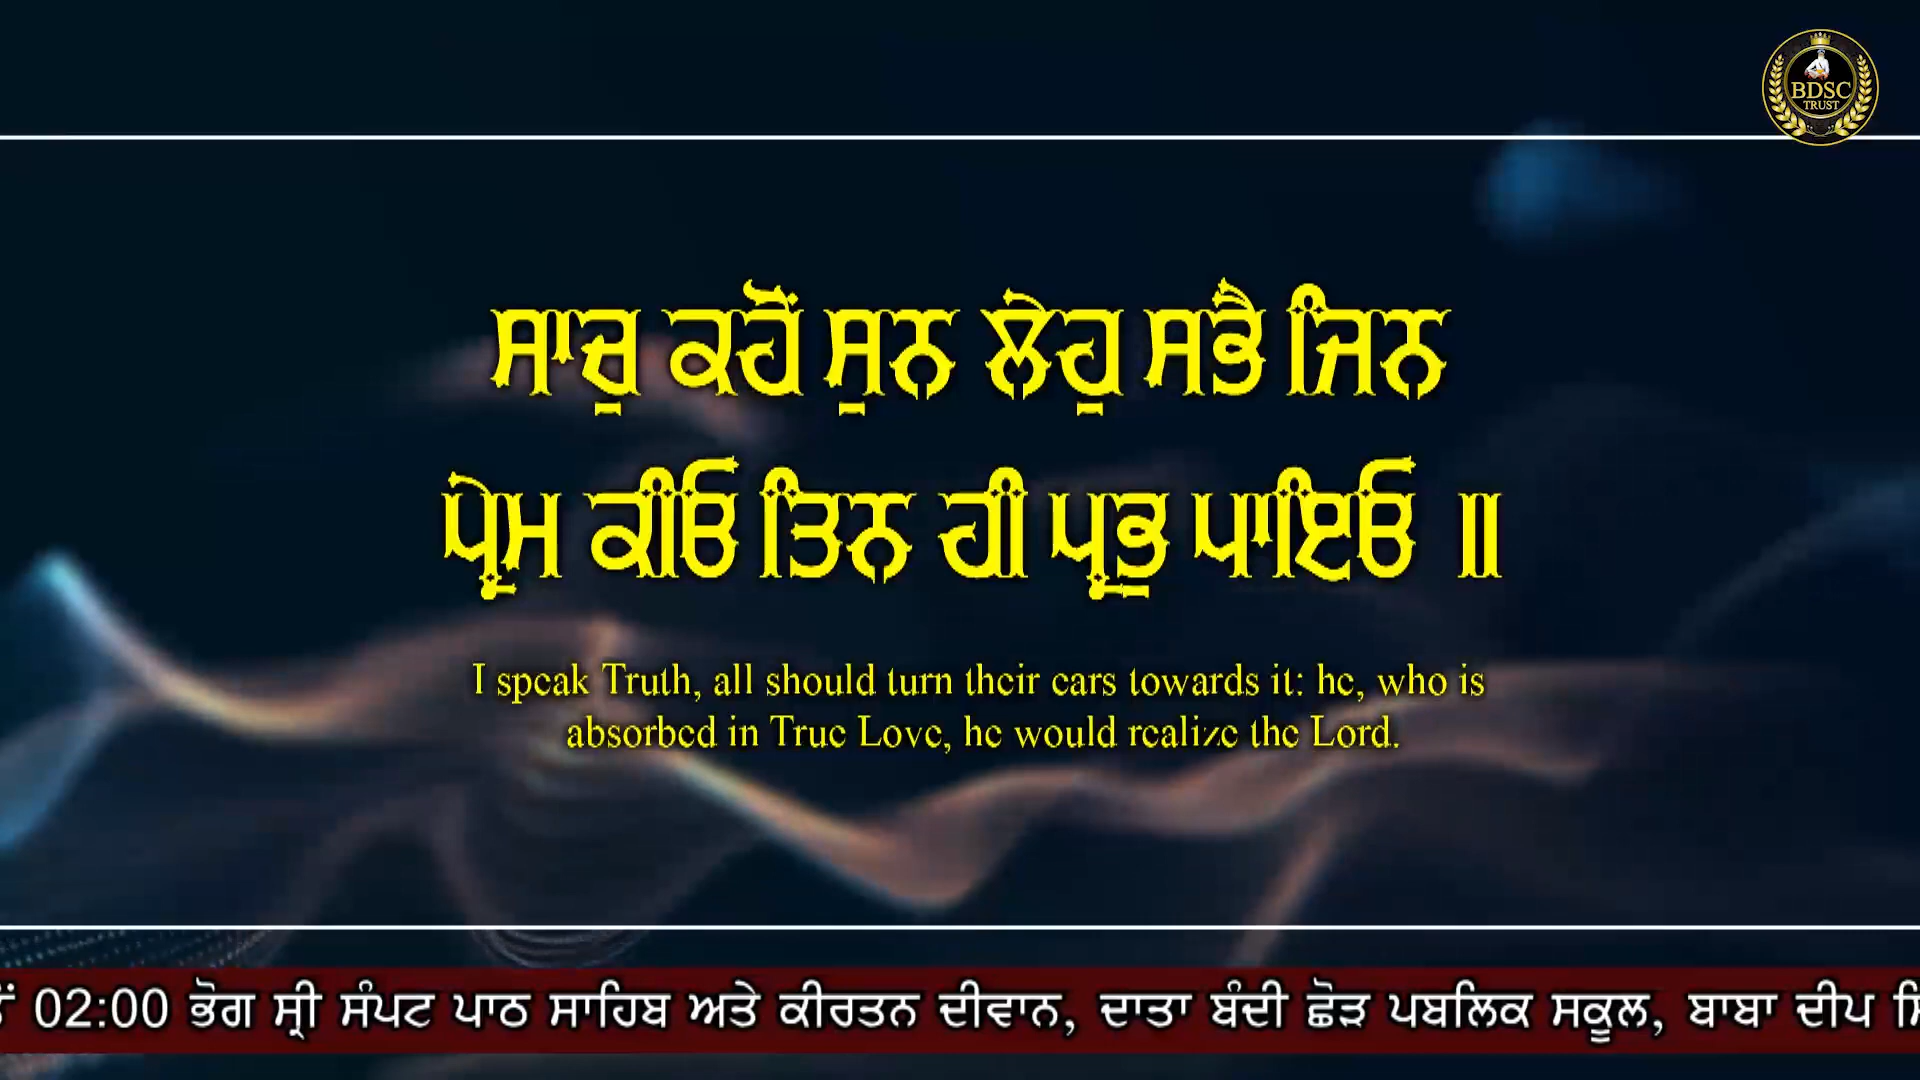 BDSC
TRUST
ਸਾਚੁ ਕਹੋਂ ਸੁਨ ਲੇਹੁ ਸਭੈ ਜਿਨ
ਪ੍ਰੇਮ ਕੀਓ ਤਿਨ ਹੀ ਪ੍ਰਭੁ ਪਾਇਓ ॥
I speak Truth, all should turn their ears towards it: he, who is
absorbed in True Love, he would realize the Lord.
02:00 ਭੋਗ ਸ੍ਰੀ ਸੰਪਟ ਪਾਠ ਸਾਹਿਬ ਅਤੇ ਕੀਰਤਨ ਦੀਵਾਨ, ਦਾਤਾ ਬੰਦੀ ਛੋੜ ਪਬਲਿਕ ਸਕੂਲ, ਬਾਬਾ ਦੀਪ